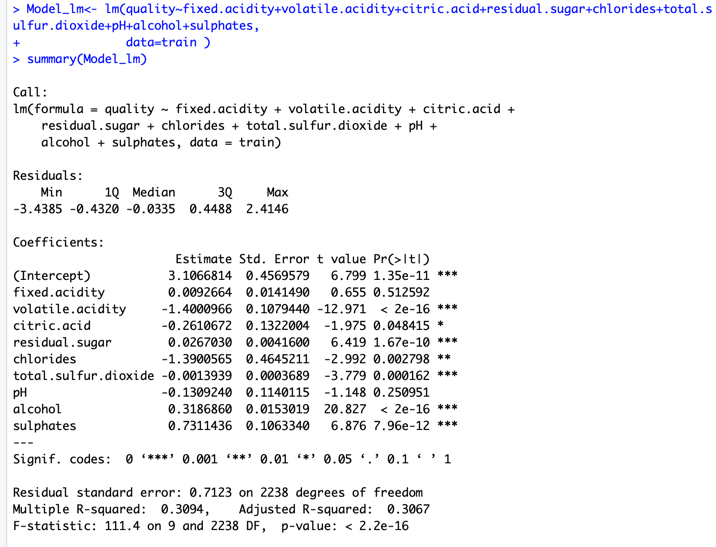 > Model_lm<- lm(quality~fixed.acidity+volatile.acidity+citric.acid+residual.sugar+chlorides+total.s
ulfur.dioxide+pH+alcohol+sulphates,
+               data=train )
> summary(Model_lm)
Call:
lm(formula = quality ~ fixed.acidity + volatile.acidity + citric.acid +
    residual.sugar + chlorides + total.sulfur.dioxide + pH +
    alcohol + sulphates, data = train)
Residuals:
    Min      1Q  Median      3Q     Max
-3.4385 -0.4320 -0.0335  0.4488  2.4146
Coefficients:
                       Estimate Std. Error t value Pr(>|t|)
(Intercept)           3.1066814  0.4569579   6.799 1.35e-11 ***
fixed.acidity         0.0092664  0.0141490   0.655 0.512592
volatile.acidity     -1.4000966  0.1079440 -12.971  < 2e-16 ***
citric.acid          -0.2610672  0.1322004  -1.975 0.048415 *
residual.sugar        0.0267030  0.0041600   6.419 1.67e-10 ***
chlorides            -1.3900565  0.4645211  -2.992 0.002798 **
total.sulfur.dioxide -0.0013939  0.0003689  -3.779 0.000162 ***
pH                   -0.1309240  0.1140115  -1.148 0.250951
alcohol               0.3186860  0.0153019  20.827  < 2e-16 ***
sulphates             0.7311436  0.1063340   6.876 7.96e-12 ***
---
Signif. codes:  0 ‘***’ 0.001 ‘**’ 0.01 ‘*’ 0.05 ‘.’ 0.1 ‘ ’ 1
Residual standard error: 0.7123 on 2238 degrees of freedom
Multiple R-squared:  0.3094,    Adjusted R-squared:  0.3067
F-statistic: 111.4 on 9 and 2238 DF,  p-value: < 2.2e-16